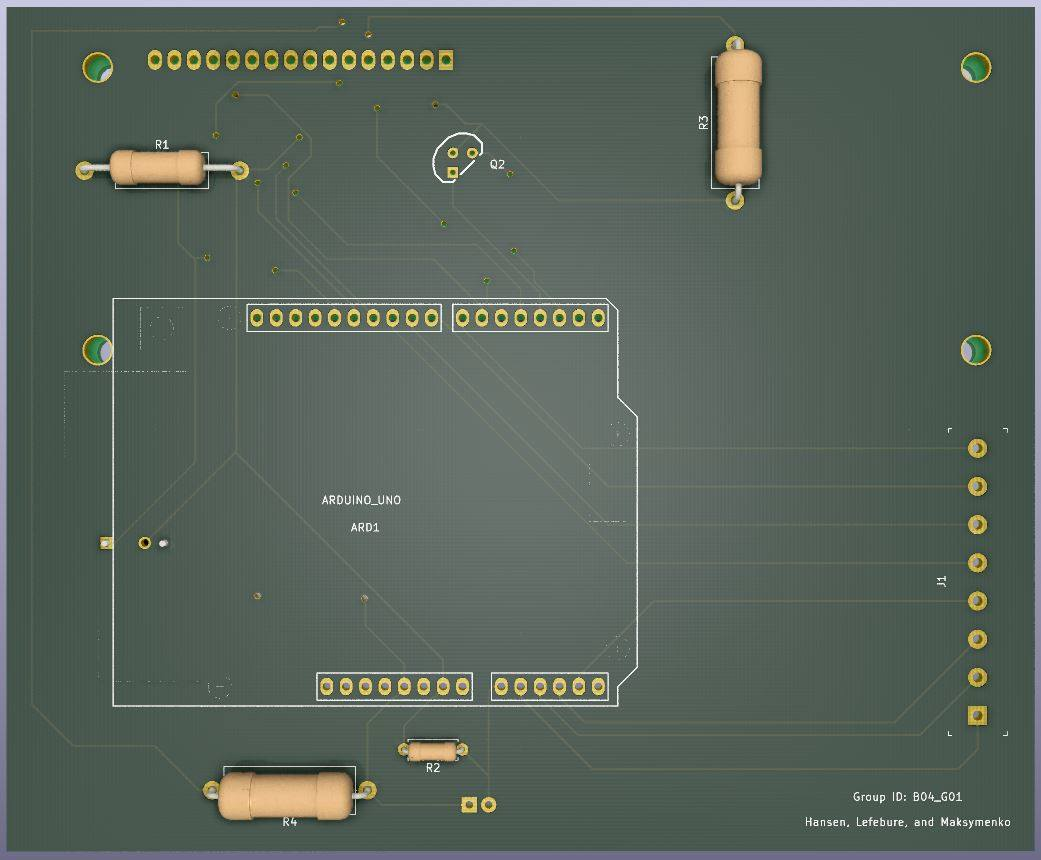 R1
R3
Q2
ARDUINO_UNO
ARD1
J1
R2
R4
Group ID: B04_G01
Hansen, Lefebure, and Maksymenko